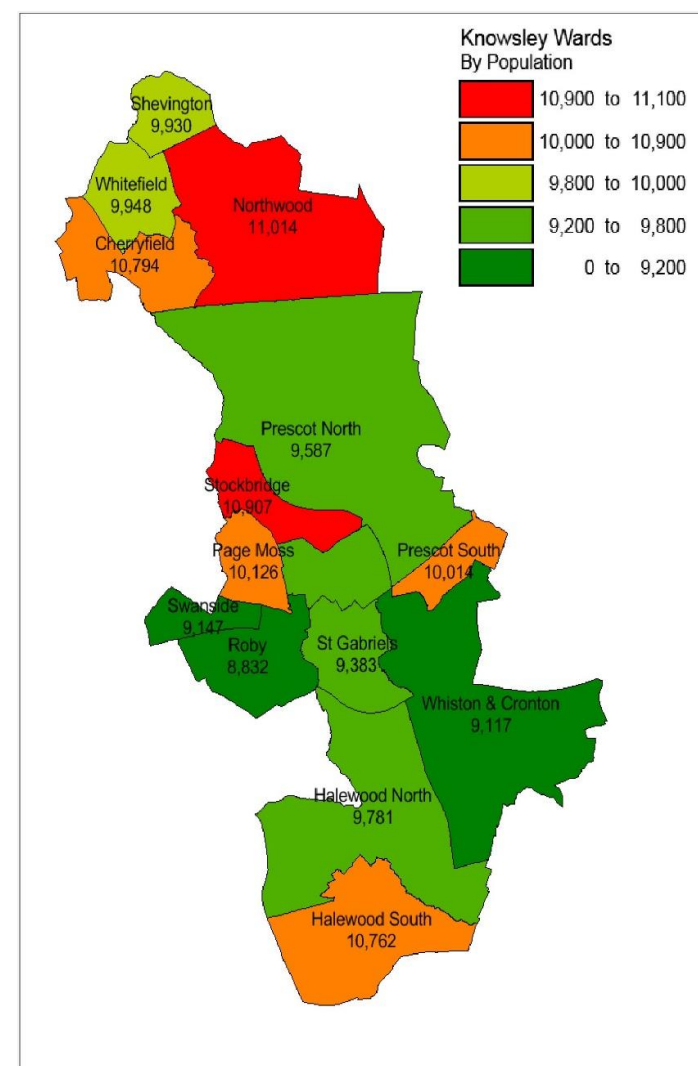 Knowsley Wards
By Population
10,900 to 11,100
10,000 to 10,900
9,800 to 10,000
9,200 to 9,800
0 to 9,200
Shevington
9,930
Whitefield
9,948
Northwood
11,014
Cherryfield
10,794
Prescot North
9,587
Stockbridge
10,907
Page Moss
10,126
Prescot South
10,014
Swanside
9,147
Roby
8,832
St Gabriels
9,383
Whiston & Cronton
9,117
Halewood North
9,781
Halewood South
10,762